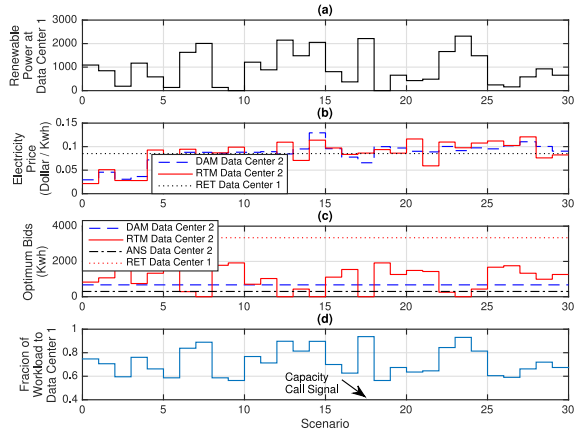 (a)
Renewable
Power at
Data Center 1
3000
2000
1000
0
0 5 10 15 20 25 30
(b)
Electricity
Price
(Dollar / Kwh)
0.15
0.1
0.05
0
DAM Data Center 2
RTM Data Center 2
RET Data Center 1
0 5 10 15 20 25 30
(c)
Optimum Bids
(Kwh)
4000
2000
0
DAM Data Center 2
RTM Data Center 2
ANS Data Center 2
RET Data Center 1
0 5 10 15 20 25 30
(d)
Fracion of
Workload to
Data Center 1
1
0.8
0.6
0.4
Capacity
Call Signal
0 5 10 15 20 25 30
Scenario